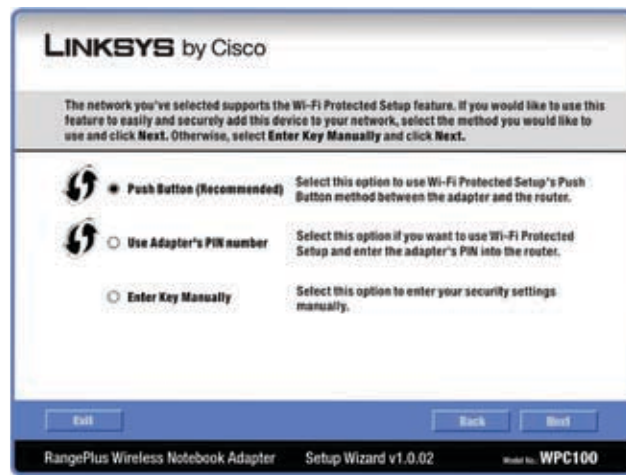 LINKSYS by Cisco
The network you've selected supports the Wi-Fi Protected Setup feature. If you would like to use this
feature to easily and securely add this device to your network, select the method you would like to
use and click Next. Otherwise, select Enter Key Manually and click Next.
Push Button (Recommended)
Select this option to use Wi-Fi Protected Setup's Push
Button method between the adapter and the router.
Use Adapter's PIN number
Select this option if you want to use Wi-Fi Protected
Setup and enter the adapter's PIN into the router.
Enter Key Manually
Select this option to enter your security settings
manually.
Exit Back Next
RangePlus Wireless Notebook Adapter Setup Wizard v1.0.02 Model No. WPC100